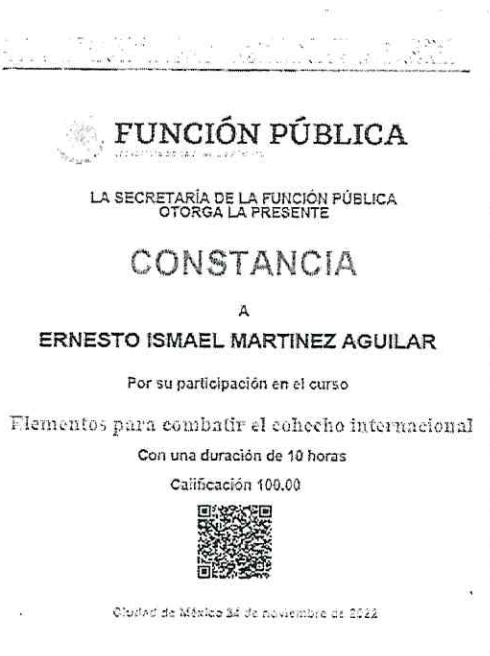 FUNCIÓN PÚBLICA
LA SECRETARÍA DE LA FUNCIÓN PÚBLICA
OTORGA LA PRESENTE
CONSTANCIA
A
ERNESTO ISMAEL MARTINEZ AGUILAR
Por su participación en el curso
Elementos para combatir el cohecho internacional
Con una duración de 10 horas
Calificación 100.00
Ciudad de México de noviembre de 2022